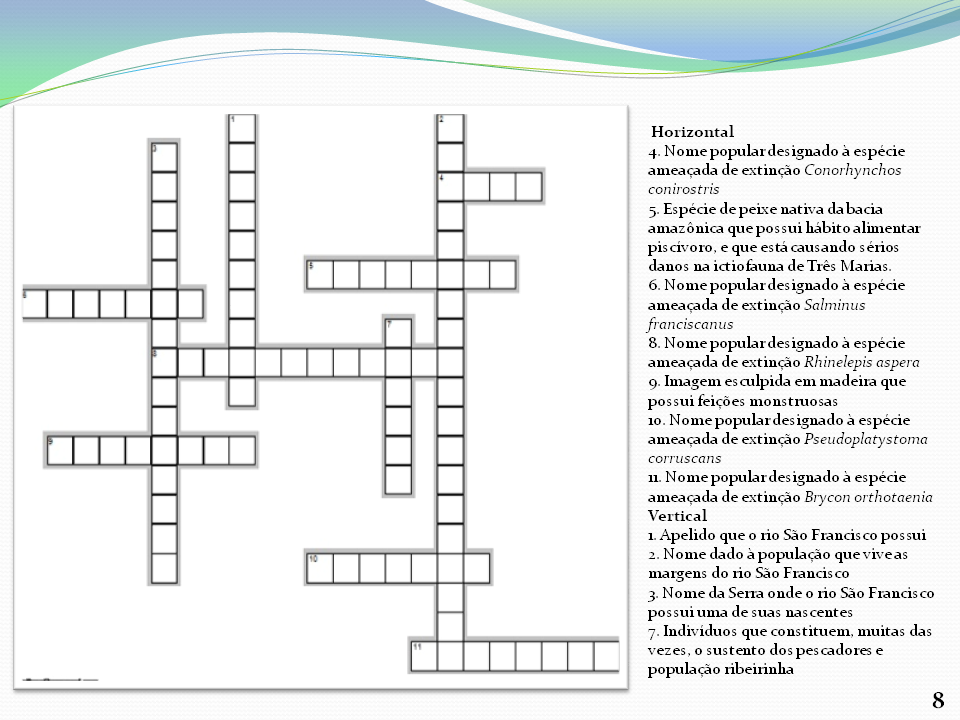 1
2
3
4
5
6
7
8
9
10
11
Horizontal
4. Nome popular designado à espécie
ameaçada de extinção Conorhynchos
conirostris
5. Espécie de peixe nativa da bacia
amazônica que possui hábito alimentar
piscívoro, e que está causando sérios
danos na ictiofauna de Três Marias.
6. Nome popular designado à espécie
ameaçada de extinção Salminus
franciscanus
8. Nome popular designado à espécie
ameaçada de extinção Rhinelepis aspera
9. Imagem esculpida em madeira que
possui feições monstruosas
10. Nome popular designado à espécie
ameaçada de extinção Pseudoplatystoma
corruscans
11. Nome popular designado à espécie
ameaçada de extinção Brycon orthotaenia
Vertical
1. Apelido que o rio São Francisco possui
2. Nome dado à população que vive as
margens do rio São Francisco
3. Nome da Serra onde o rio São Francisco
possui uma de suas nascentes
7. Indivíduos que constituem, muitas das
vezes, o sustento dos pescadores e
população ribeirinha
8